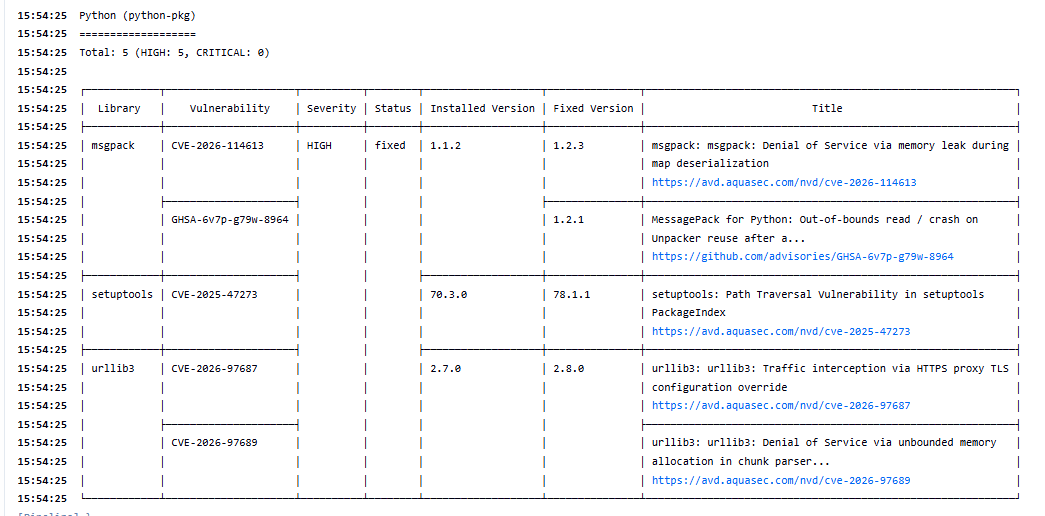 15:54:25 Python (python-pkg)
15:54:25 ===================
15:54:25 Total: 5 (HIGH: 5, CRITICAL: 0)
15:54:25
15:54:25
15:54:25 Library Vulnerability Severity Status Installed Version Fixed Version Title
15:54:25
15:54:25 msgpack CVE-2026-114613 HIGH fixed 1.1.2 1.2.3 msgpack: msgpack: Denial of Service via memory leak during
15:54:25 map deserialization
15:54:25 https://avd.aquasec.com/nvd/cve-2026-114613
15:54:25
15:54:25 GHSA-6v7p-g79w-8964 1.2.1 MessagePack for Python: Out-of-bounds read / crash on
15:54:25 Unpacker reuse after a...
15:54:25 https://github.com/advisories/GHSA-6v7p-g79w-8964
15:54:25
15:54:25 setuptools CVE-2025-47273 70.3.0 78.1.1 setuptools: Path Traversal Vulnerability in setuptools
15:54:25 PackageIndex
15:54:25 https://avd.aquasec.com/nvd/cve-2025-47273
15:54:25
15:54:25 urllib3 CVE-2026-97687 2.7.0 2.8.0 urllib3: urllib3: Traffic interception via HTTPS proxy TLS
15:54:25 configuration override
15:54:25 https://avd.aquasec.com/nvd/cve-2026-97687
15:54:25
15:54:25 CVE-2026-97689 urllib3: urllib3: Denial of Service via unbounded memory
15:54:25 allocation in chunk parser...
15:54:25 https://avd.aquasec.com/nvd/cve-2026-97689
15:54:25